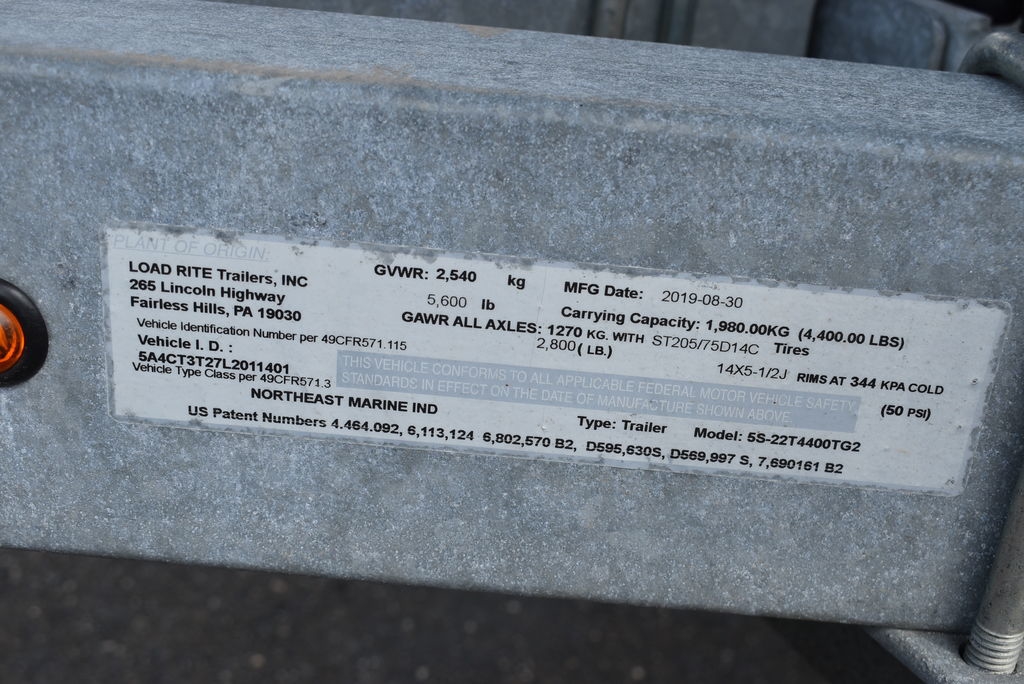 PLANT OF ORIGIN:
LOAD RITE Trailers, INC
265 Lincoln Highway
Fairless Hills, PA 19030
GVWR: 2,540 kg
5,600 lb
MFG Date: 2019-08-30
Carrying Capacity: 1,980.00KG (4,400.00 LBS)
GAWR ALL AXLES: 1270 KG. WITH ST205/75D14C Tires
2,800 ( LB.) 14X5-1/2J RIMS AT 344 KPA COLD
(50 PSI)
Vehicle Identification Number per 49CFR571.115
Vehicle I. D. :
5A4CT3T27L2011401
Vehicle Type Class per 49CFR571.3
THIS VEHICLE CONFORMS TO ALL APPLICABLE FEDERAL MOTOR VEHICLE SAFETY
STANDARDS IN EFFECT ON THE DATE OF MANUFACTURE SHOWN ABOVE.
NORTHEAST MARINE IND Type: Trailer Model: 5S-22T4400TG2
US Patent Numbers 4.464.092, 6,113,124 6,802,570 B2, D595,630S, D569,997 S, 7,690161 B2